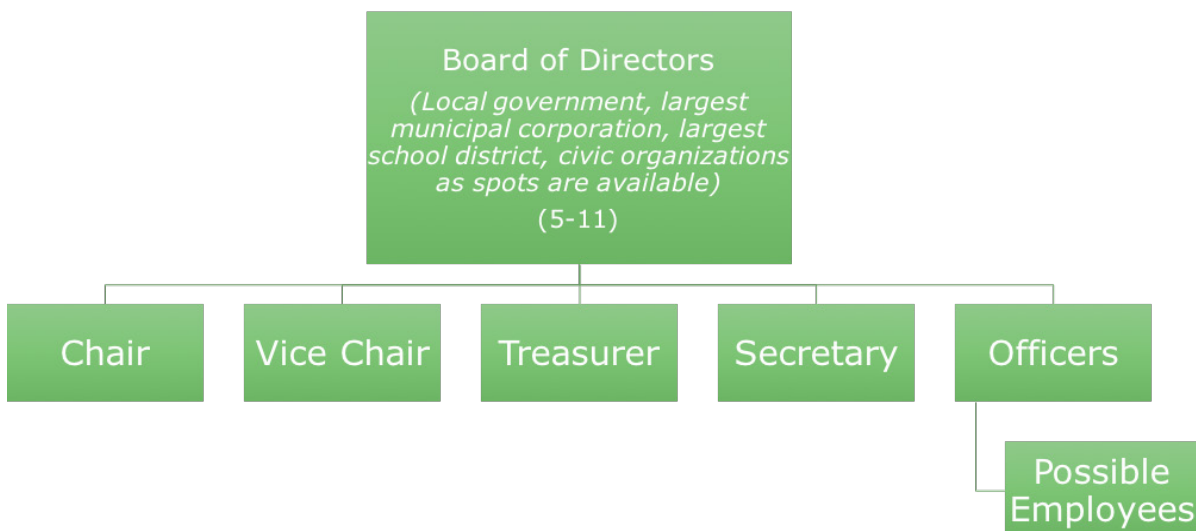 Board of Directors
(Local government, largest
municipal corporation, largest
school district, civic organizations
as spots are available)
(5-11)
Chair
Vice Chair
Treasurer
Secretary
Officers
Possible
Employees